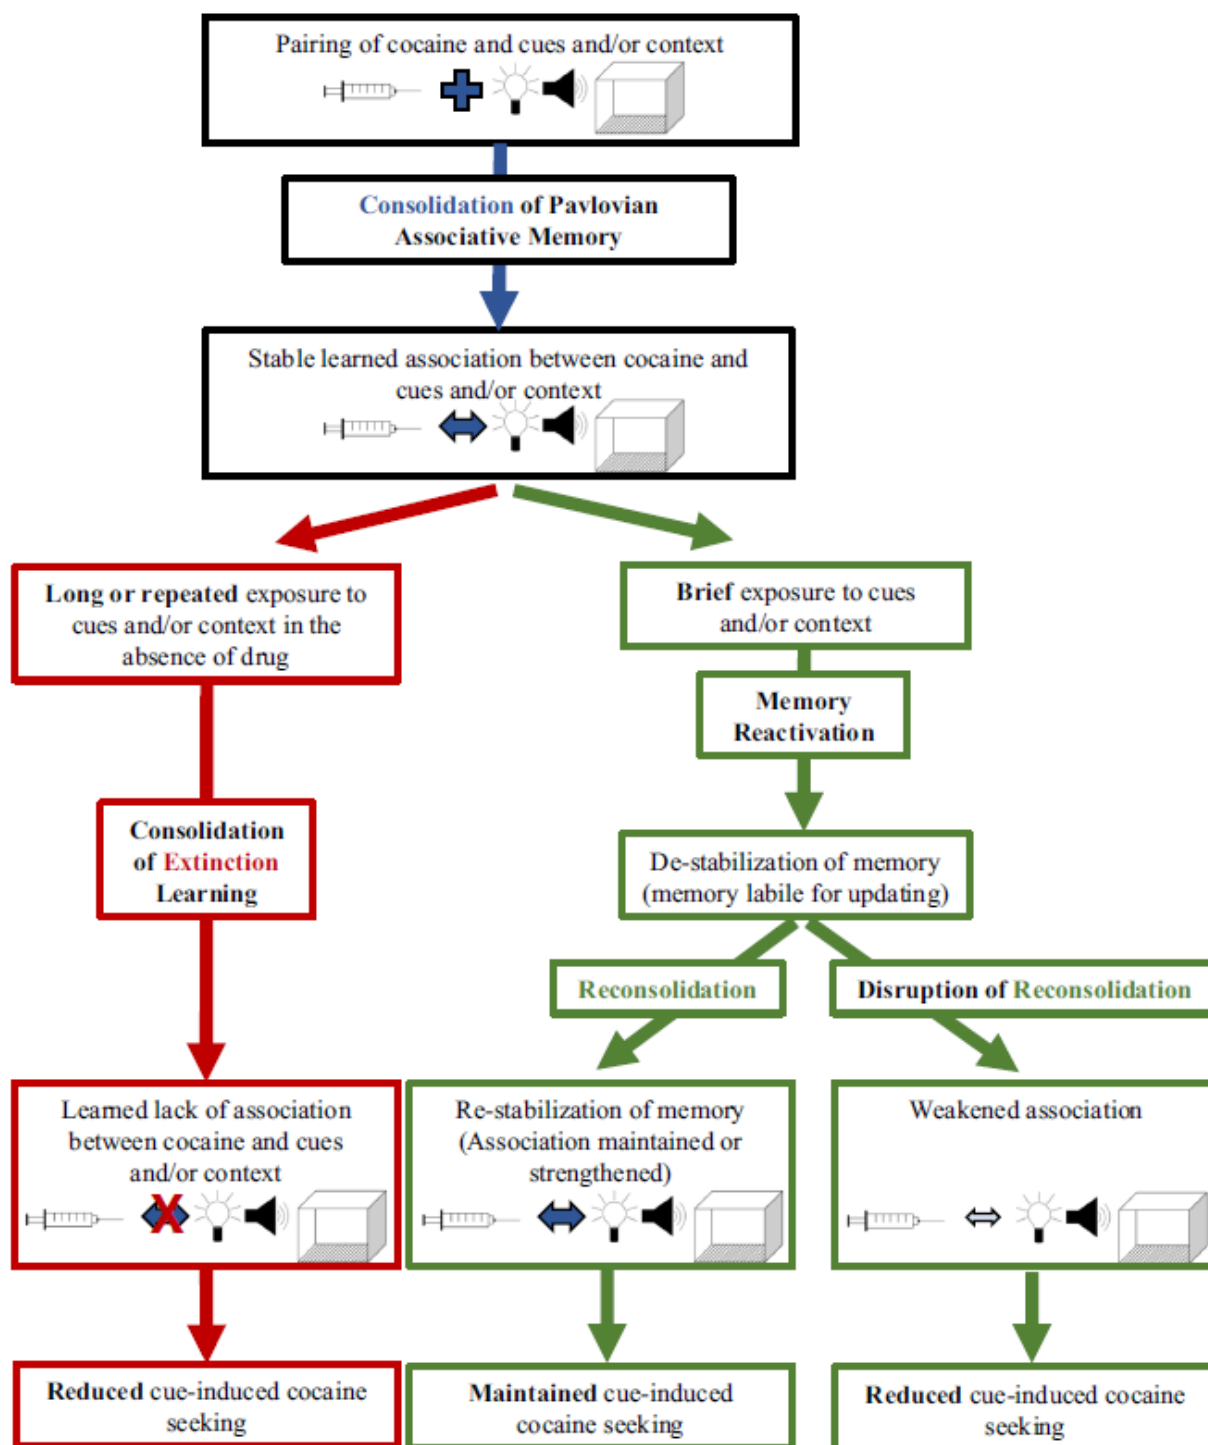 Pairing of cocaine and cues and/or context
Consolidation of Pavlovian
Associative Memory
Stable learned association between cocaine and
cues and/or context
Long or repeated exposure to
cues and/or context in the
absence of drug
Brief exposure to cues
and/or context
Memory
Reactivation
Consolidation
of Extinction
Learning
De-stabilization of memory
(memory labile for updating)
Reconsolidation
Disruption of Reconsolidation
Learned lack of association
between cocaine and cues
and/or context
Re-stabilization of memory
(Association maintained or
strengthened)
Weakened association
Reduced cue-induced cocaine
seeking
Maintained cue-induced
cocaine seeking
Reduced cue-induced cocaine
seeking